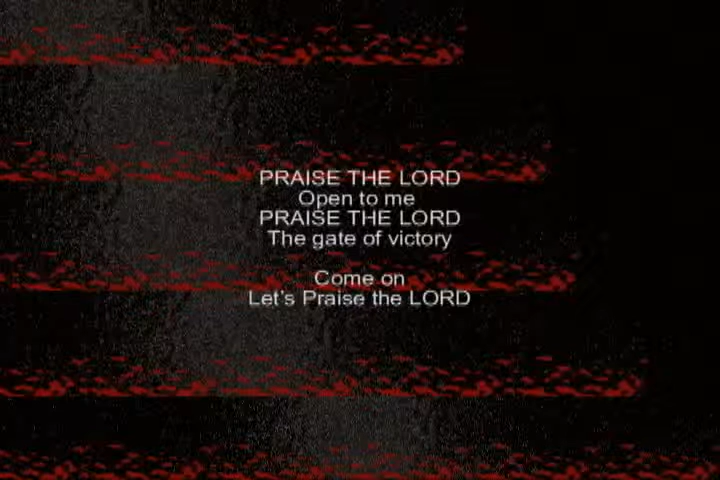 PRAISE THE LORD
Open to me
PRAISE THE LORD
The gate of victory
Come on
Let's Praise the LORD